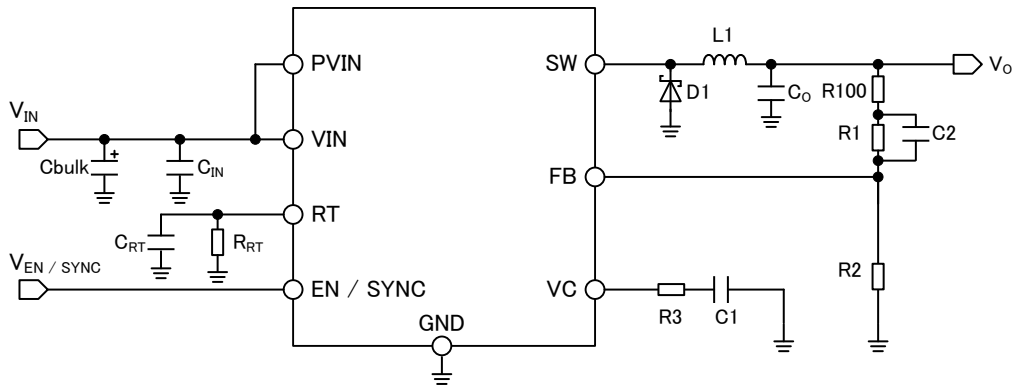 L1
PVIN
SW
V_O
D1
C_O
R100
V_IN
VIN
R1
C2
Cbulk
+
C_IN
FB
RT
C_RT
R_RT
V_EN / SYNC
R2
EN / SYNC
VC
R3
C1
GND